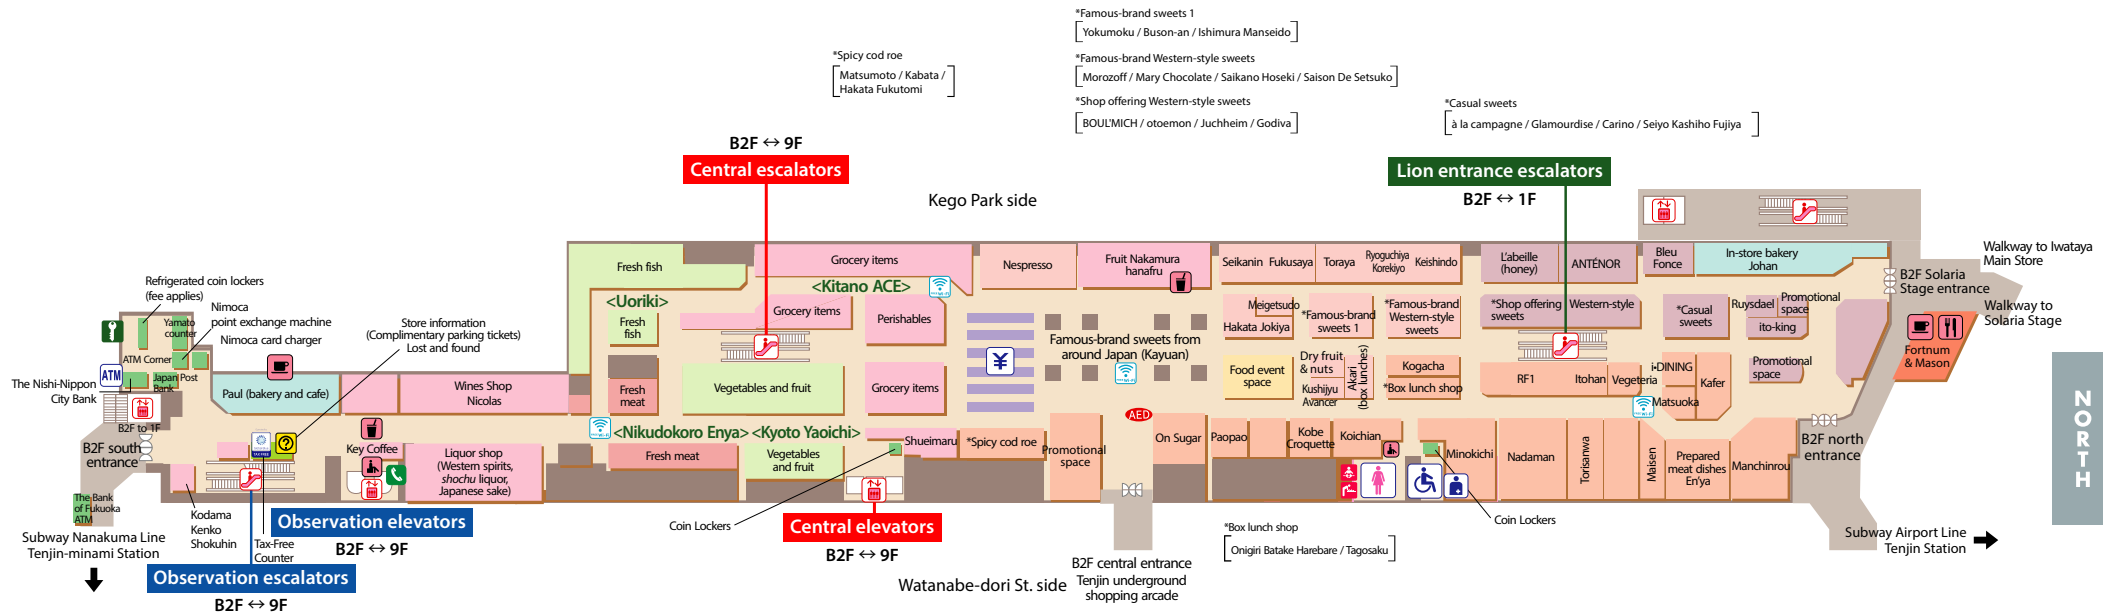 *Famous-brand sweets 1
Yokumoku / Buson-an / Ishimura Manseido
*Spicy cod roe
Matsumoto / Kabata /
Hakata Fukutomi
*Famous-brand Western-style sweets
Morozoff / Mary Chocolate / Saikano Hoseki / Saison De Setsuko
*Shop offering Western-style sweets
BOUL'MICH / otoemon / Juchheim / Godiva
*Casual sweets
à la campagne / Glamourdise / Carino / Seiyo Kashiho Fujiya
B2F ↔ 9F
Central escalators
Lion entrance escalators
B2F ↔ 1F
Kego Park side
Walkway to Iwataya
Main Store
B2F Solaria
Stage entrance
Walkway to
Solaria Stage
Fortnum
& Mason
Fresh fish
Grocery items
Nespresso
Fruit Nakamura
hanafru
Seikanin
Fukusaya
Toraya
Ryoguchiya
Korekiyo
Keishindo
L'abeille
(honey)
ANTÉNOR
Bleu
Fonce
In-store bakery
Johan
<Kitano ACE>
Wi-Fi
<Uoriki>
Fresh
fish
Grocery items
Perishables
Meigetsudo
Hakata Jokiya
*Famous-brand
sweets 1
*Famous-brand
Western-style
sweets
*Shop offering Western-style
sweets
*Casual
sweets
Ruysdael
Promotional
space
ito-king
Refrigerated coin lockers
(fee applies)
Nimoca
point exchange machine
Nimoca card charger
Yamato
counter
ATM Corner
ATM
Japan Post
Bank
The Nishi-Nippon
City Bank
B2F to 1F
Store information
(Complimentary parking tickets)
Lost and found
?
Paul (bakery and cafe)
Wines Shop
Nicolas
Fresh
meat
Vegetables and fruit
Grocery items
¥
Famous-brand sweets from
around Japan (Kayuan)
Wi-Fi
Food event
space
Dry fruit
& nuts
Kushijyu
Avancer
Akari
(box lunches)
Kogacha
*Box lunch shop
RF1
Itohan
Vegeteria
i-DINING
Kafer
Matsuoka
Wi-Fi
Promotional
space
NORTH
B2F south
entrance
TAX FREE
Key Coffee
Liquor shop
(Western spirits,
shochu liquor,
Japanese sake)
Wi-Fi
<Nikudokoro Enya>
<Kyoto Yaoichi>
Fresh meat
Vegetables
and fruit
Shueimaru
*Spicy cod roe
Promotional
space
AED
On Sugar
Paopao
Kobe
Croquette
Koichian
Minokichi
Nadaman
Torisanwa
Maisen
Prepared
meat dishes
En'ya
Manchinrou
B2F north
entrance
The Bank
of Fukuoka
ATM
Subway Nanakuma Line
Tenjin-minami Station
Kodama
Kenko
Shokuhin
Tax-Free
Counter
Observation elevators
B2F ↔ 9F
Observation escalators
B2F ↔ 9F
Coin Lockers
Central elevators
B2F ↔ 9F
Watanabe-dori St. side
B2F central entrance
Tenjin underground
shopping arcade
*Box lunch shop
Onigiri Batake Harebare / Tagosaku
Coin Lockers
Subway Airport Line
Tenjin Station